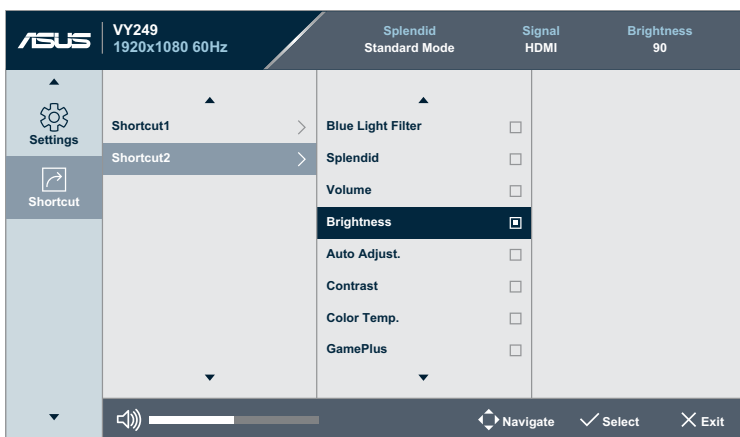 ASUS
VY249
1920x1080 60Hz
Splendid
Standard Mode
Signal
HDMI
Brightness
90
Settings
Shortcut
Shortcut1
Shortcut2
Blue Light Filter
Splendid
Volume
Brightness
Auto Adjust.
Contrast
Color Temp.
GamePlus
Navigate
Select
Exit